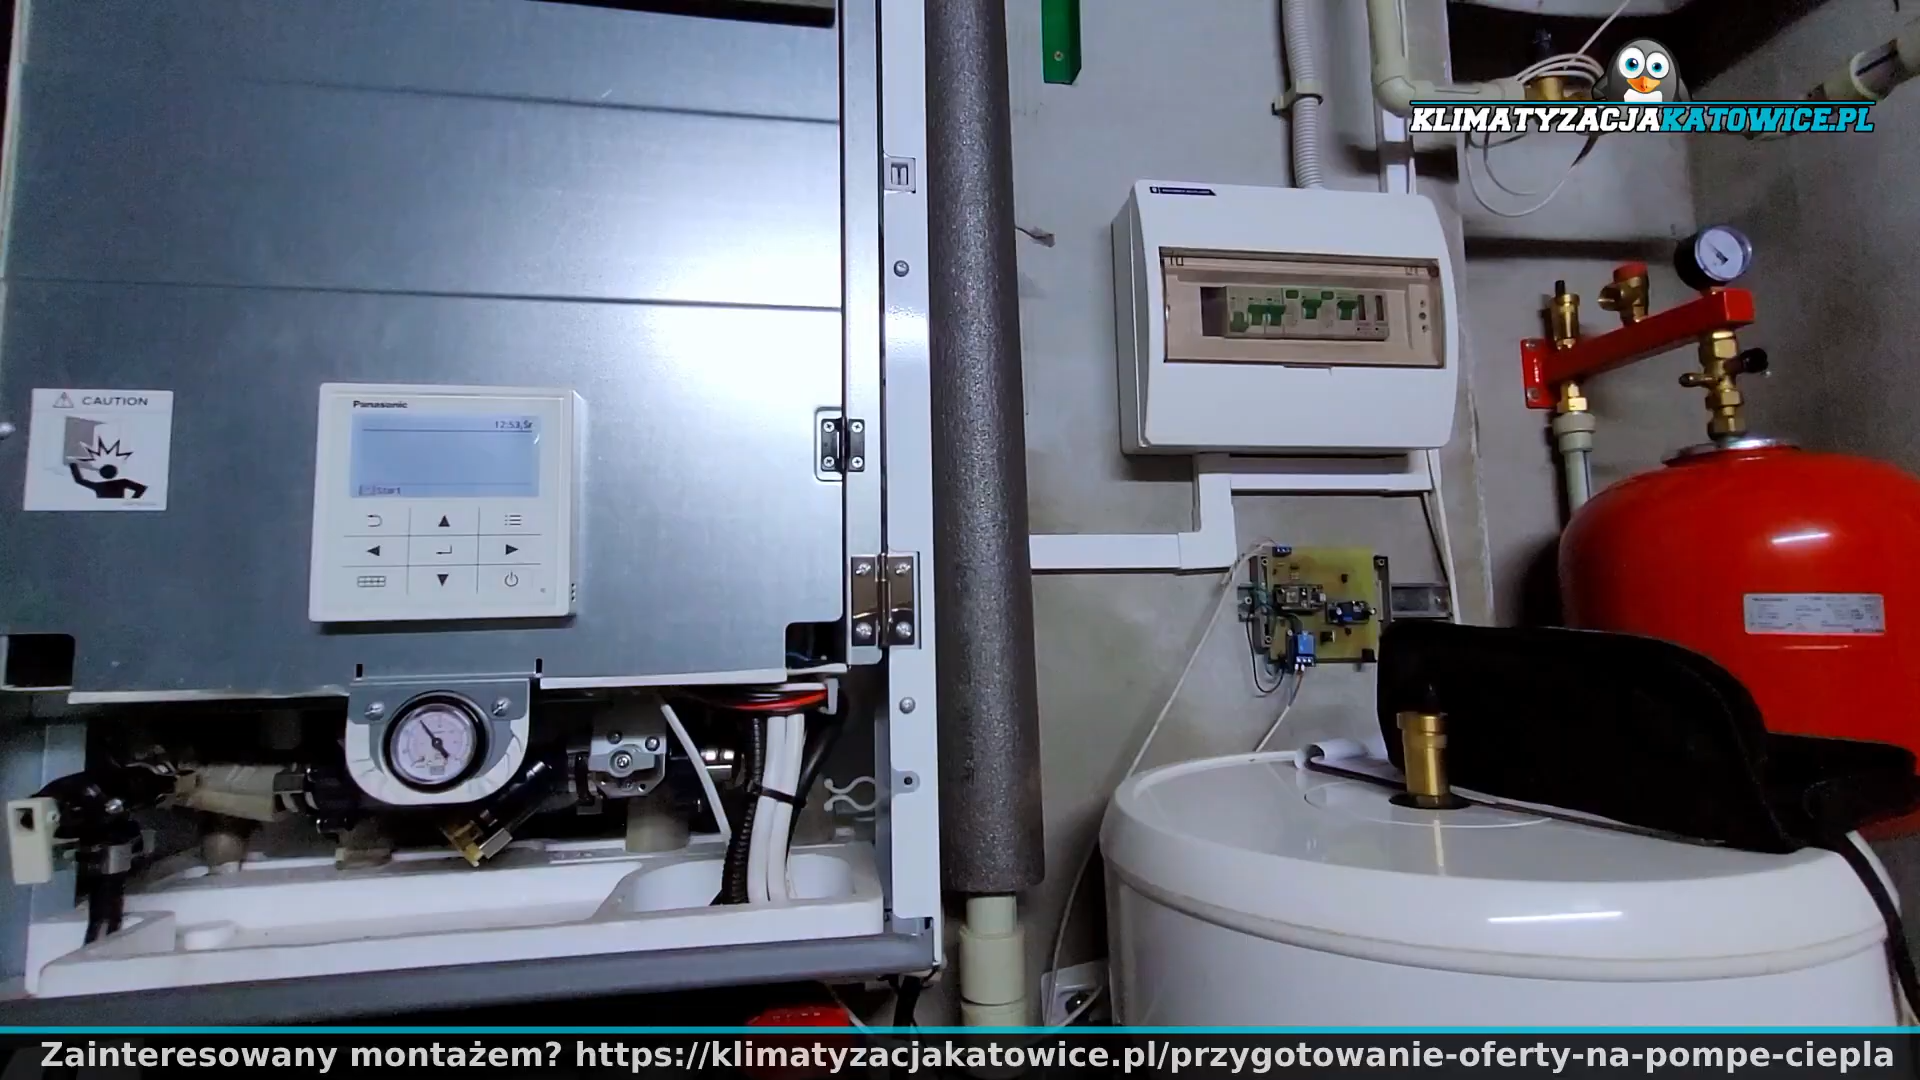 KLIMATYZACJAKATOWICE.PL
CAUTION
Panasonic
12:53,Śr
Start
Zainteresowany montażem? https://klimatyzacjakatowice.pl/przygotowanie-oferty-na-pompe-ciepla